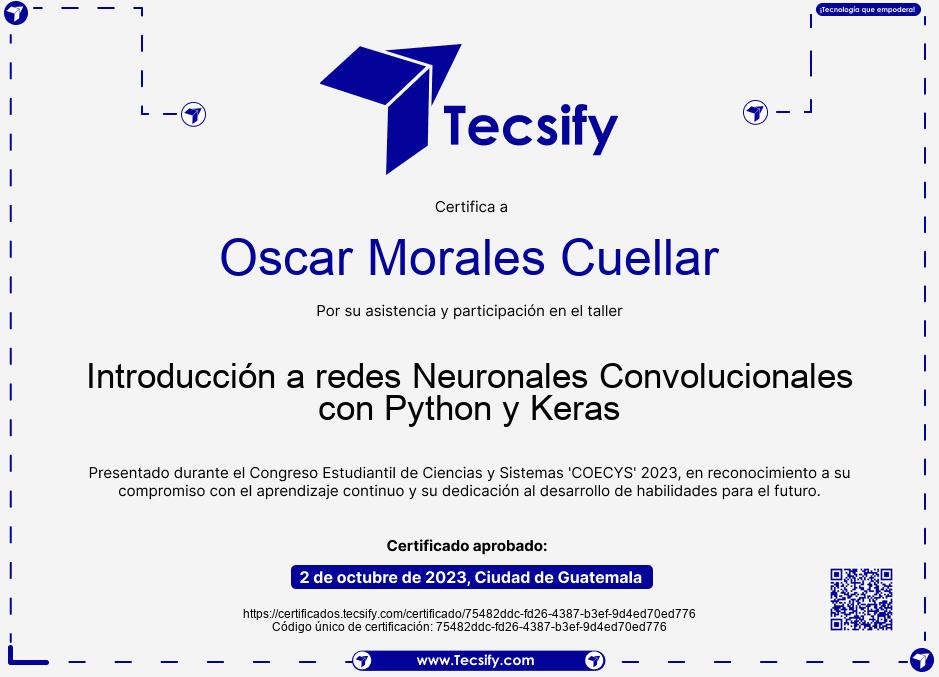 ¡Tecnología que empodera!
Tecsify
Certifica a
Oscar Morales Cuellar
Por su asistencia y participación en el taller
Introducción a redes Neuronales Convolucionales
con Python y Keras
Presentado durante el Congreso Estudiantil de Ciencias y Sistemas 'COECYS' 2023, en reconocimiento a su
compromiso con el aprendizaje continuo y su dedicación al desarrollo de habilidades para el futuro.
Certificado aprobado:
2 de octubre de 2023, Ciudad de Guatemala
https://certificados.tecsify.com/certificado/75482ddc-fd26-4387-b3ef-9d4ed70ed776
Código único de certificación: 75482ddc-fd26-4387-b3ef-9d4ed70ed776
www.Tecsify.com